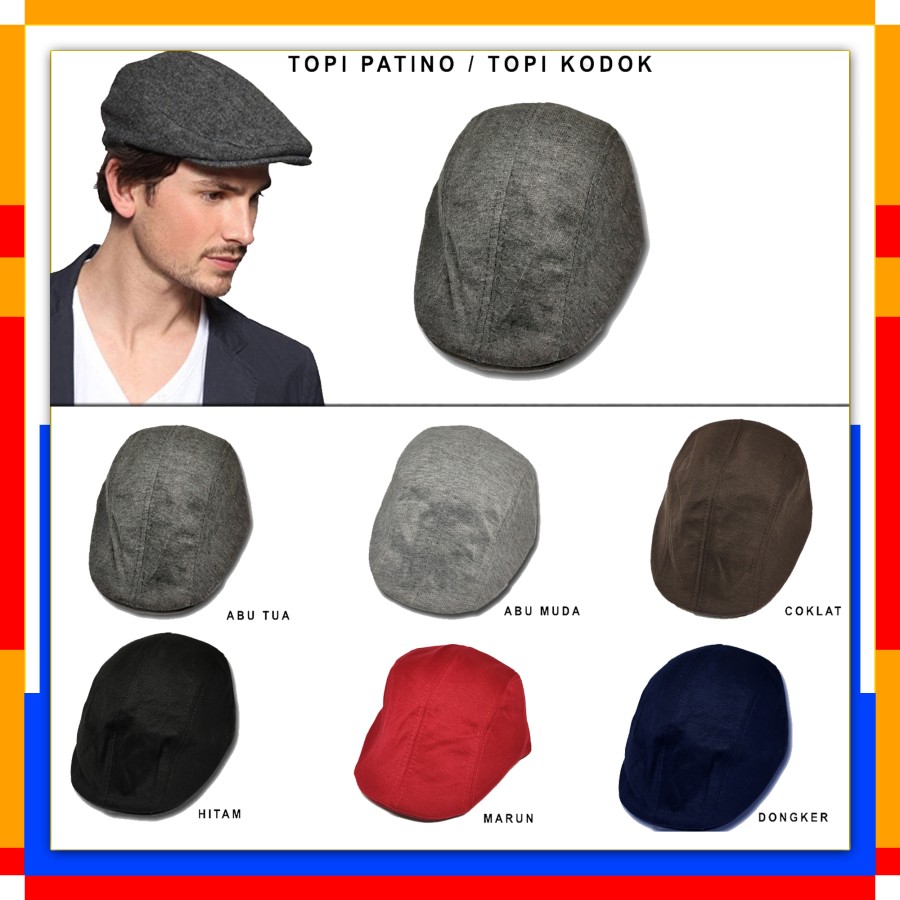 TOPI PATINO / TOPI KODOK
ABU TUA
ABU MUDA
COKLAT
HITAM
MARUN
DONGKER